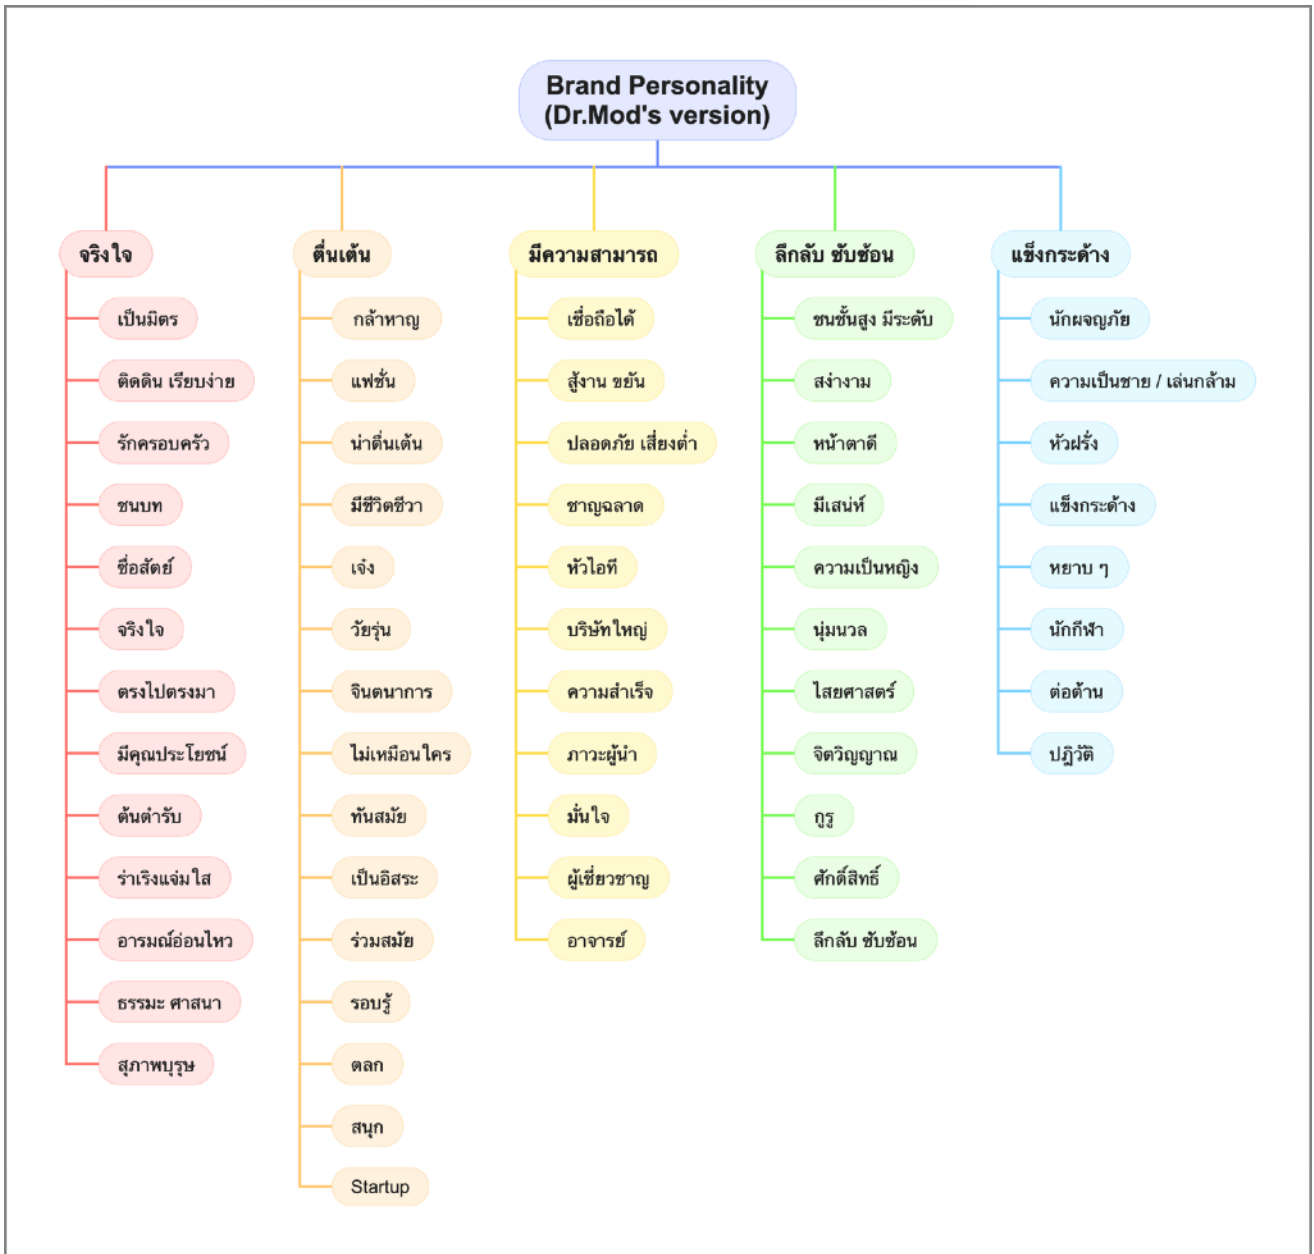 Brand Personality
(Dr.Mod's version)
จริงใจ
เป็นมิตร
ติดดิน เรียบง่าย
รักครอบครัว
ชนบท
ซื่อสัตย์
จริงใจ
ตรงไปตรงมา
มีคุณประโยชน์
ต้นตำรับ
ร่าเริงแจ่มใส
อารมณ์อ่อนไหว
ธรรมะ ศาสนา
สุภาพบุรุษ
ตื่นเต้น
กล้าหาญ
แฟชั่น
น่าตื่นเต้น
มีชีวิตชีวา
เจ๋ง
วัยรุ่น
จินตนาการ
ไม่เหมือนใคร
ทันสมัย
เป็นอิสระ
ร่วมสมัย
รอบรู้
ตลก
สนุก
Startup
มีความสามารถ
เชื่อถือได้
สู้งาน ขยัน
ปลอดภัย เสี่ยงต่ำ
ชาญฉลาด
หัวไอที
บริษัทใหญ่
ความสำเร็จ
ภาวะผู้นำ
มั่นใจ
ผู้เชี่ยวชาญ
อาจารย์
ลึกลับ ซับซ้อน
ชนชั้นสูง มีระดับ
สง่างาม
หน้าตาดี
มีเสน่ห์
ความเป็นหญิง
นุ่มนวล
ไสยศาสตร์
จิตวิญญาณ
กูรู
ศักดิ์สิทธิ์
ลึกลับ ซับซ้อน
แข็งกระด้าง
นักผจญภัย
ความเป็นชาย / เล่นกล้าม
หัวฝรั่ง
แข็งกระด้าง
หยาบ ๆ
นักกีฬา
ต่อต้าน
ปฎิวัติ